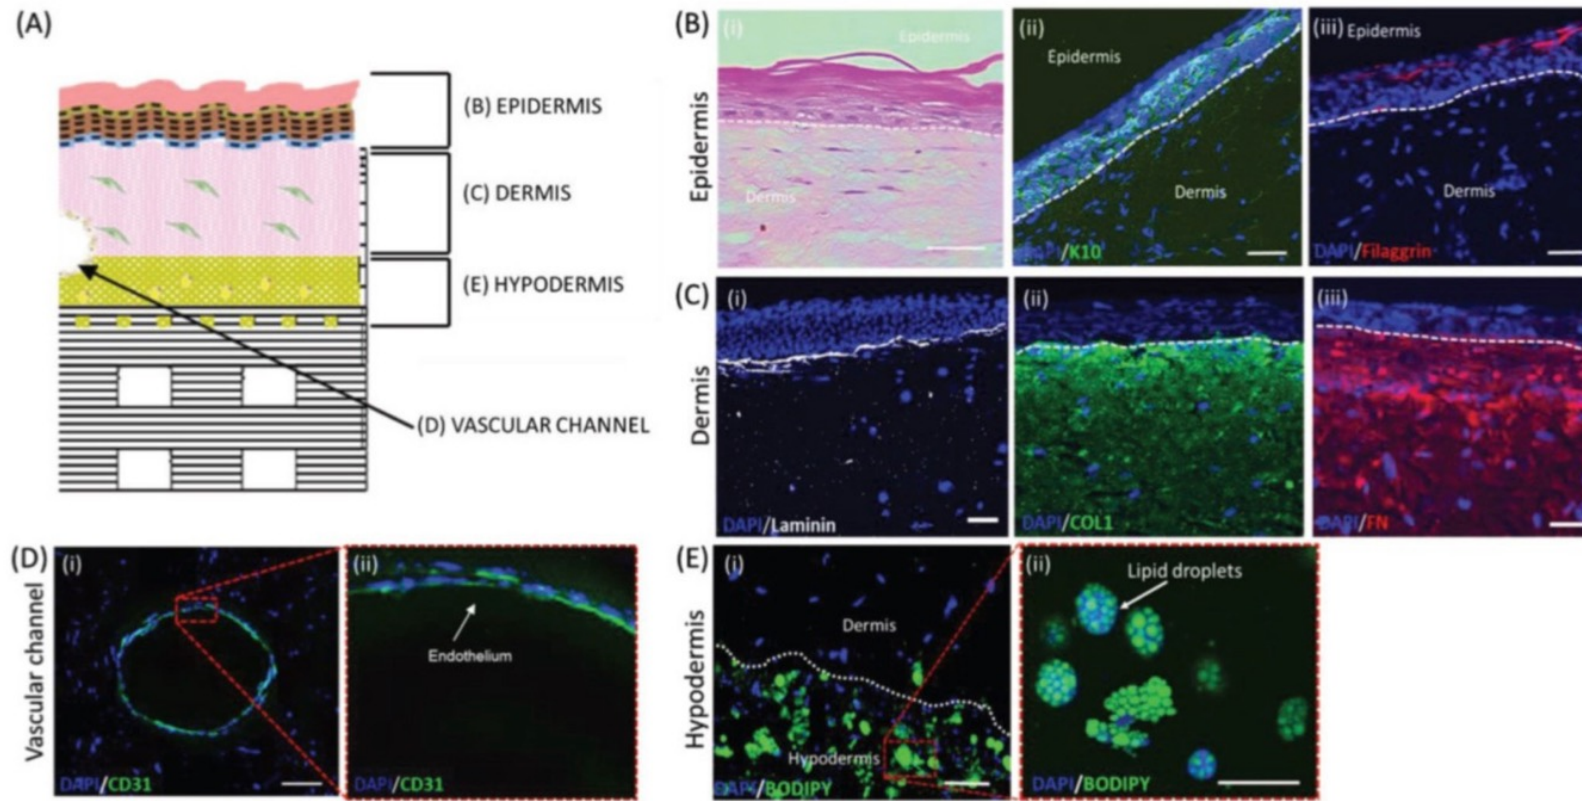 (A)
(B) EPIDERMIS
(C) DERMIS
(E) HYPODERMIS
(D) VASCULAR CHANNEL
(B)
Epidermis
(i)
Epidermis
Dermis
(ii)
Epidermis
Dermis
DAPI/K10
(iii)
Epidermis
Dermis
DAPI/Filaggrin
(C)
Dermis
(i)
DAPI/Laminin
(ii)
DAPI/COL1
(iii)
DAPI/FN
(D)
Vascular channel
(i)
DAPI/CD31
(ii)
Endothelium
DAPI/CD31
(E)
Hypodermis
(i)
Dermis
Hypodermis
DAPI/BODIPY
(ii)
Lipid droplets
DAPI/BODIPY